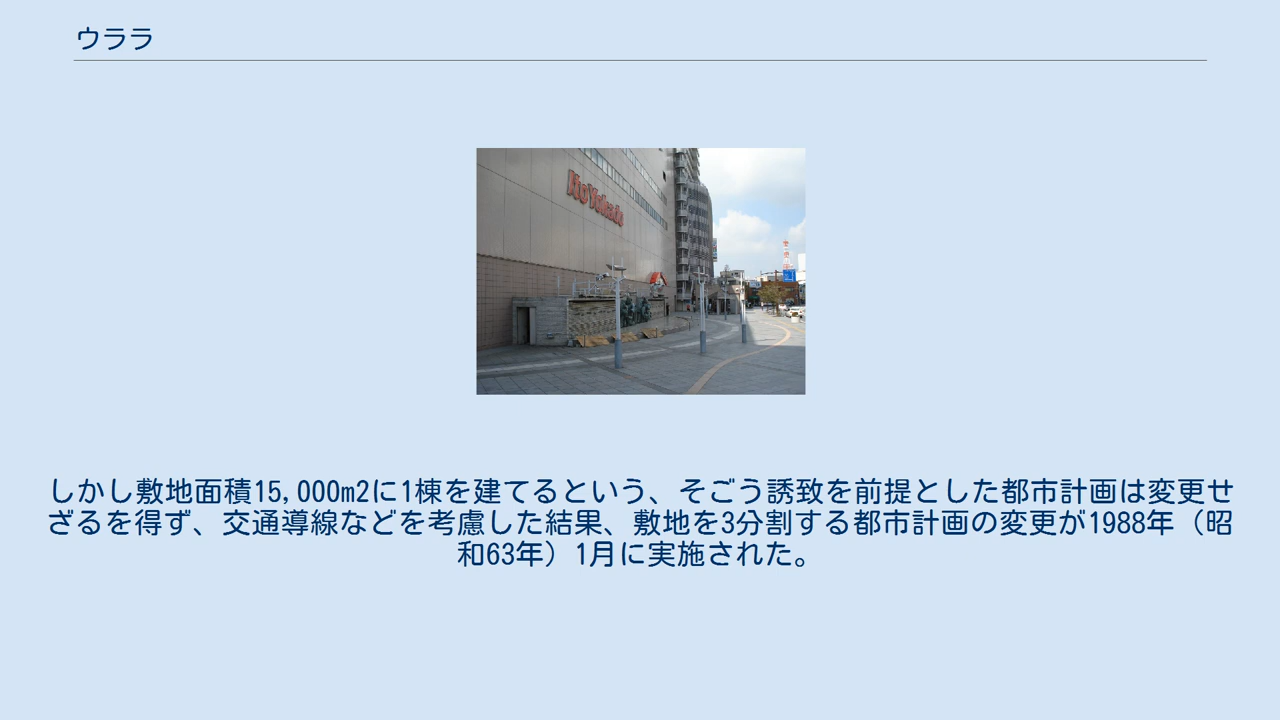 ウララ
Ito Yokado
しかし敷地面積15,000m2に1棟を建てるという、そごう誘致を前提とした都市計画は変更せ
ざるを得ず、交通導線などを考慮した結果、敷地を3分割する都市計画の変更が1988年（昭
和63年）1月に実施された。